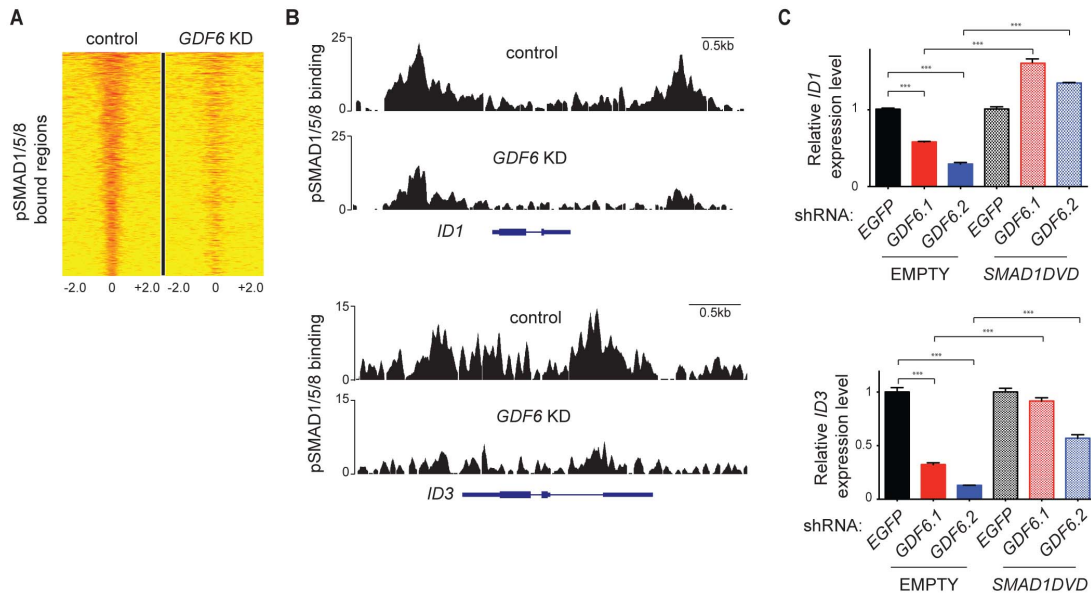 A
control
GDF6 KD
pSMAD1/5/8
bound regions
-2.0
0
+2.0
-2.0
0
+2.0
B
25
control
0.5kb
0
25
GDF6 KD
0
pSMAD1/5/8 binding
ID1
15
control
0.5kb
0
15
GDF6 KD
0
pSMAD1/5/8 binding
ID3
C
***
***
***
***
Relative ID1
expression level
1
0
shRNA:
EGFP
GDF6.1
GDF6.2
EGFP
GDF6.1
GDF6.2
EMPTY
SMAD1DVD
***
***
***
***
Relative ID3
expression level
1
0.5
0
shRNA:
EGFP
GDF6.1
GDF6.2
EGFP
GDF6.1
GDF6.2
EMPTY
SMAD1DVD